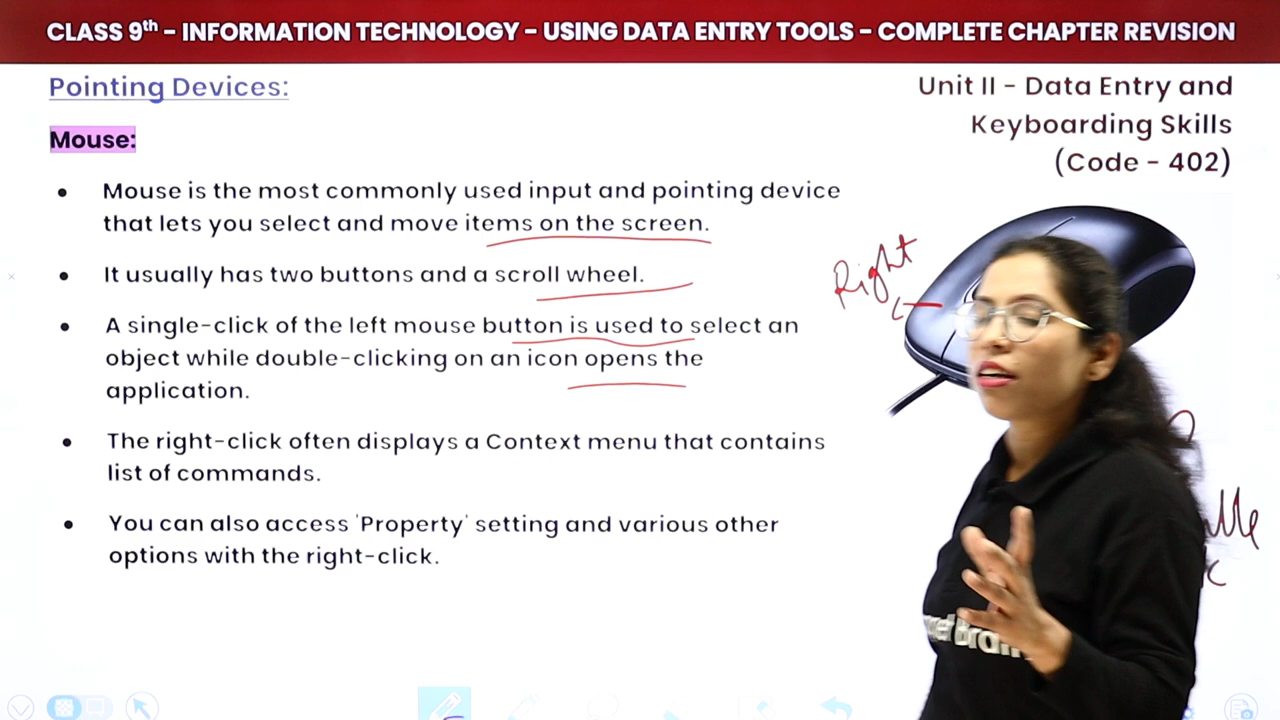 CLASS 9th - INFORMATION TECHNOLOGY - USING DATA ENTRY TOOLS - COMPLETE CHAPTER REVISION
Pointing Devices:
Unit II - Data Entry and
Keyboarding Skills
(Code - 402)
Mouse:
• Mouse is the most commonly used input and pointing device
that lets you select and move items on the screen.
• It usually has two buttons and a scroll wheel.
• A single-click of the left mouse button is used to select an
object while double-clicking on an icon opens the
application.
• The right-click often displays a Context menu that contains
list of commands.
• You can also access 'Property' setting and various other
options with the right-click.
Right